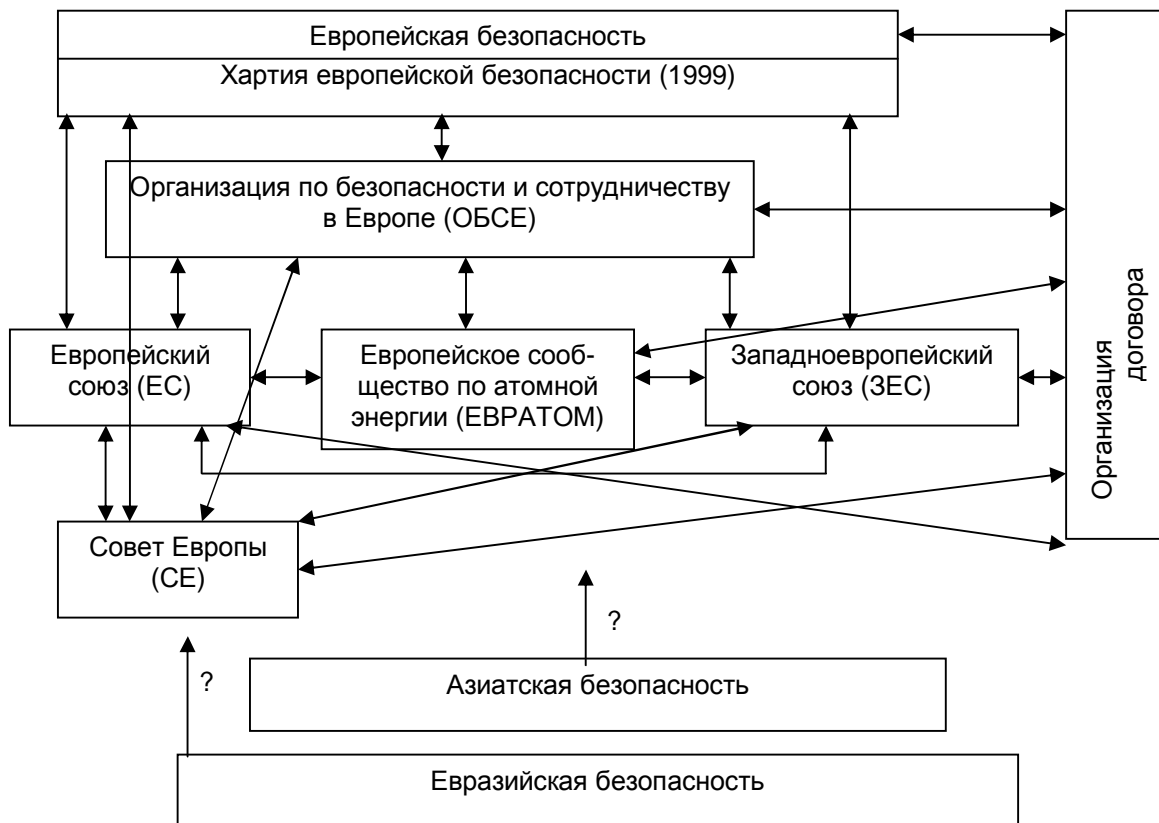 Европейская безопасность
Хартия европейской безопасности (1999)
Организация по безопасности и сотрудничеству
в Европе (ОБСЕ)
Европейский
союз (ЕС)
Европейское сооб-
щество по атомной
энергии (ЕВРАТОМ)
Западноевропейский
союз (ЗЕС)
Организация
договора
Совет Европы
(СЕ)
?
?
Азиатская безопасность
Евразийская безопасность